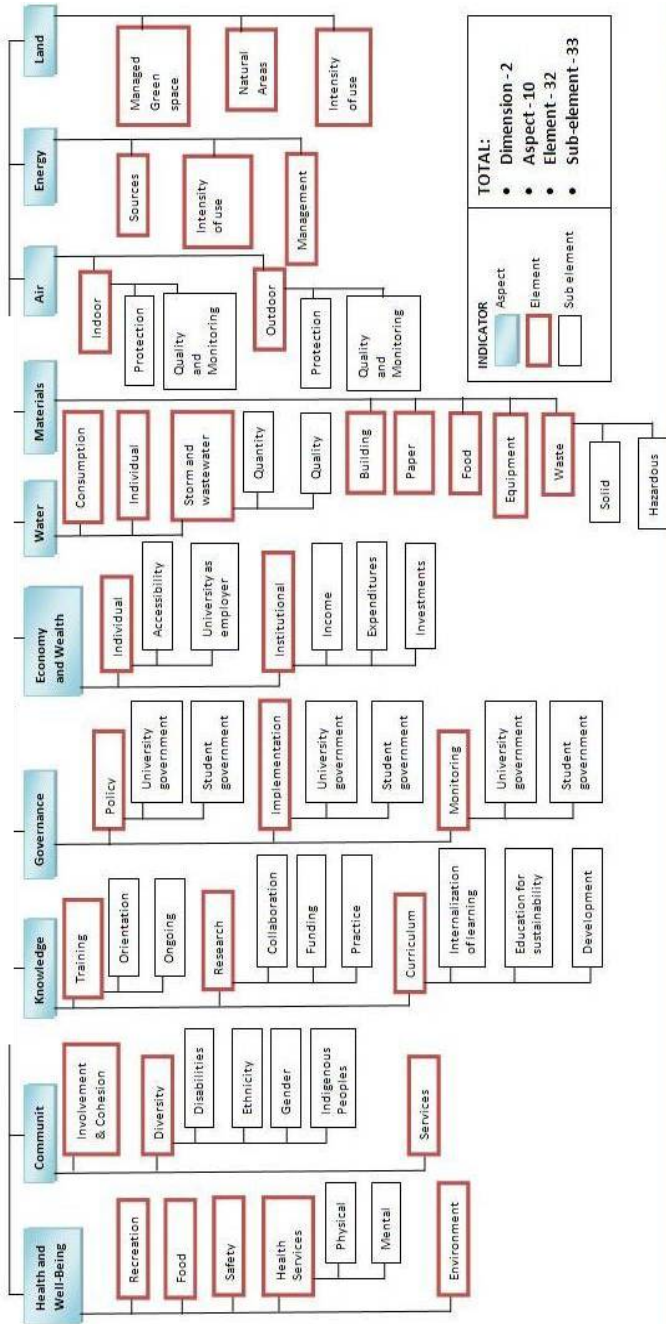 Health and
Well-Being
Recreation
Food
Safety
Health
Services
Physical
Mental
Environment
Communit
Involvement
& Cohesion
Diversity
Disabilities
Ethnicity
Gender
Indigenous
Peoples
Services
Knowledge
Training
Orientation
Ongoing
Research
Collaboration
Funding
Practice
Curriculum
Internalization
of learning
Education for
sustainability
Development
Governance
Policy
University
government
Student
government
Implementation
University
government
Student
government
Monitoring
University
government
Student
government
Economy
and Wealth
Individual
Accessibility
University as
employer
Institutional
Income
Expenditures
Investments
Water
Consumption
Individual
Storm and
wastewater
Quantity
Quality
Materials
Building
Paper
Food
Equipment
Waste
Solid
Hazardous
Air
Indoor
Protection
Quality
and
Monitoring
Outdoor
Protection
Quality
and
Monitoring
Energy
Sources
Intensity
of use
Management
Land
Managed
Green
space
Natural
Areas
Intensity
of use
INDICATOR
Aspect
Element
Sub element
TOTAL:
• Dimension - 2
• Aspect - 10
• Element - 32
• Sub-element - 33